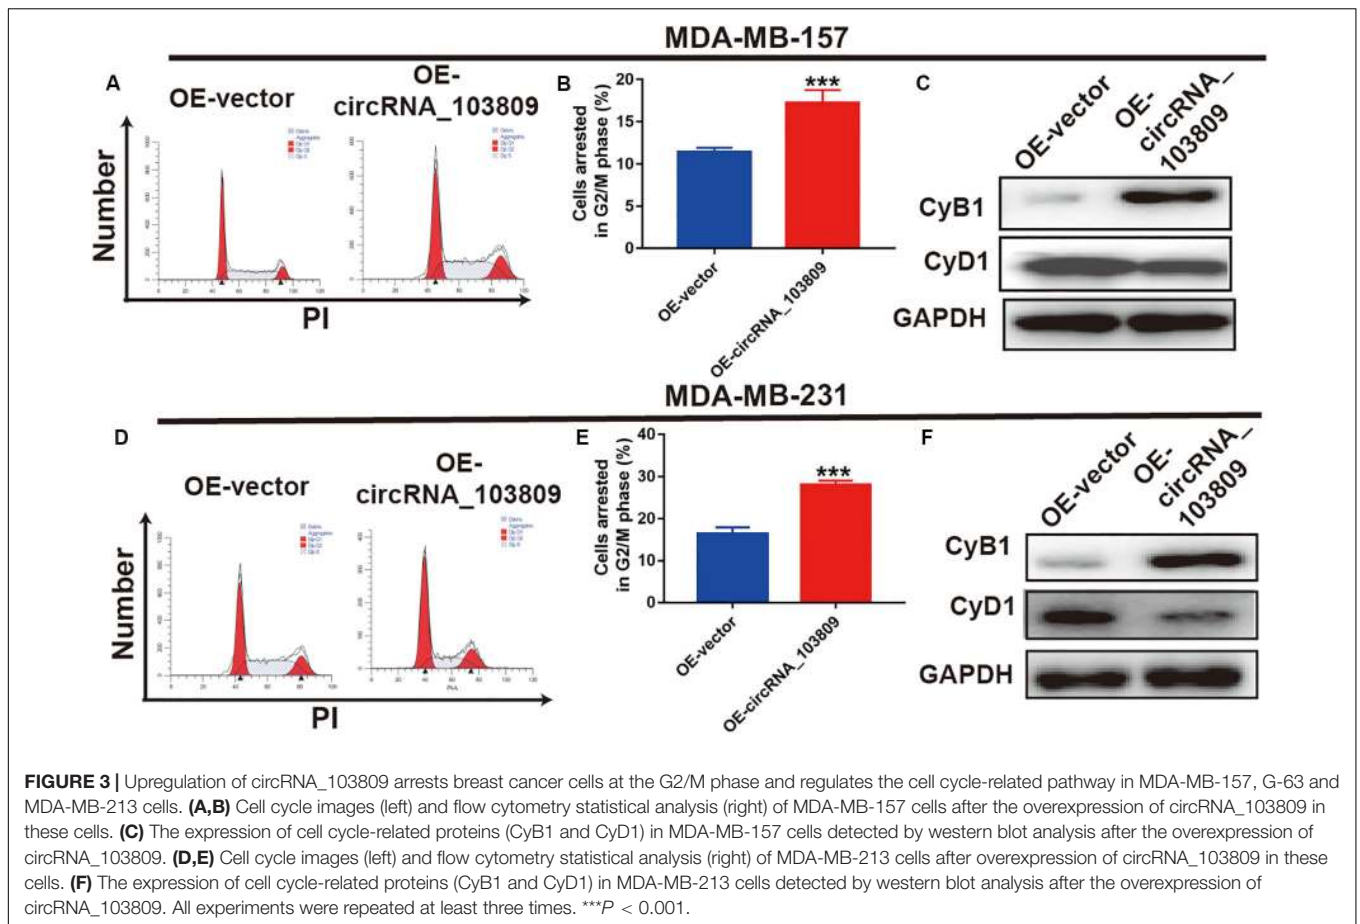 MDA-MB-157
A
OE-vector
OE-
circRNA_103809
Number
PI
B
Cells arrested
in G2/M phase (%)
20
15
10
5
0
***
OE-vector
OE-circRNA_103809
C
OE-vector
OE-
circRNA_
103809
CyB1
CyD1
GAPDH
MDA-MB-231
D
OE-vector
OE-
circRNA_103809
Number
PI
E
Cells arrested
in G2/M phase (%)
40
30
20
10
0
***
OE-vector
OE-circRNA_103809
F
OE-vector
OE-
circRNA_
103809
CyB1
CyD1
GAPDH
FIGURE 3 | Upregulation of circRNA_103809 arrests breast cancer cells at the G2/M phase and regulates the cell cycle-related pathway in MDA-MB-157, G-63 and
MDA-MB-213 cells. (A,B) Cell cycle images (left) and flow cytometry statistical analysis (right) of MDA-MB-157 cells after the overexpression of circRNA_103809 in
these cells. (C) The expression of cell cycle-related proteins (CyB1 and CyD1) in MDA-MB-157 cells detected by western blot analysis after the overexpression of
circRNA_103809. (D,E) Cell cycle images (left) and flow cytometry statistical analysis (right) of MDA-MB-213 cells after overexpression of circRNA_103809 in these
cells. (F) The expression of cell cycle-related proteins (CyB1 and CyD1) in MDA-MB-213 cells detected by western blot analysis after the overexpression of
circRNA_103809. All experiments were repeated at least three times. ***P < 0.001.